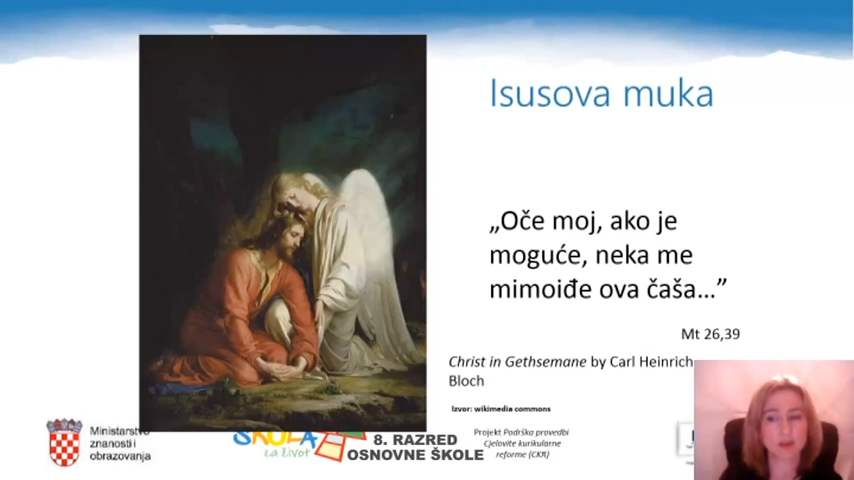 Isusova muka
„Oče moj, ako je
moguće, neka me
mimoiđe ova čaša...”
Mt 26,39
Christ in Gethsemane by Carl Heinrich
Bloch
Izvor: wikimedia commons
Ministarstvo
znanosti i
obrazovanja
ŠKOLA
za život
8. RAZRED
OSNOVNE ŠKOLE
Projekt Podrška provedbi
Cjelovite kurikularne
reforme (CKR)